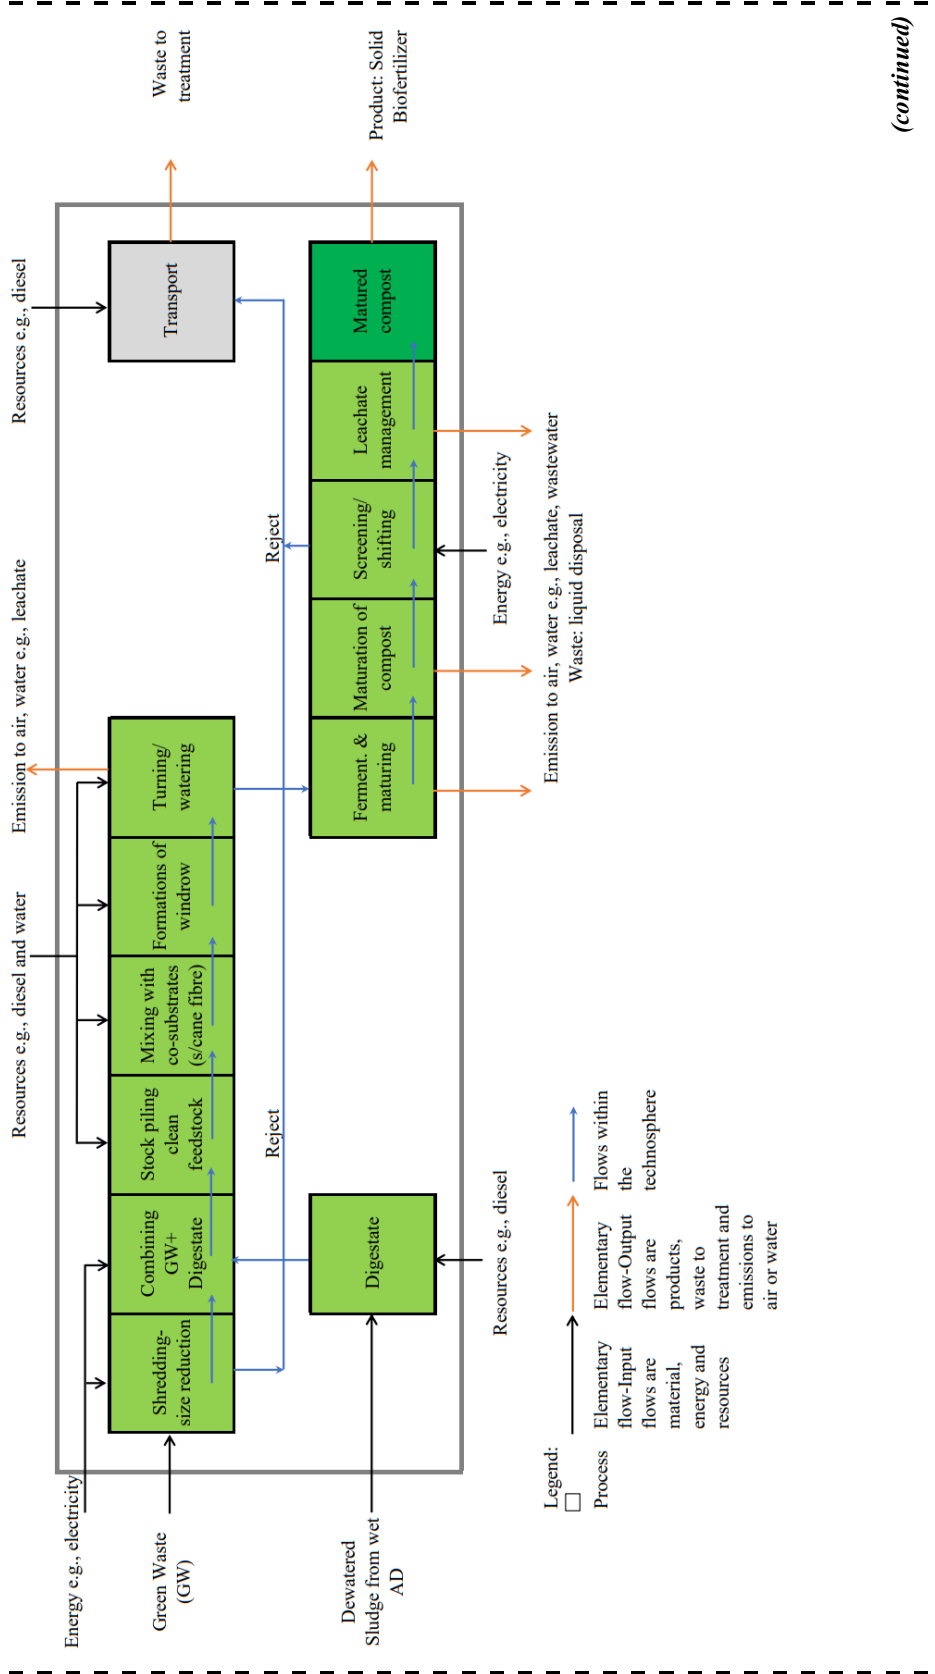 (continued)
Energy e.g., electricity
Resources e.g., diesel and water
Emission to air, water e.g., leachate
Resources e.g., diesel
Green Waste
(GW)
Shredding-
size reduction
Combining
GW+
Digestate
Stock piling
clean
feedstock
Mixing with
co-substrates
(s/cane fibre)
Formations of
windrow
Turning/
watering
Transport
Waste to
treatment
Reject
Reject
Dewatered
Sludge from wet
AD
Digestate
Ferment. &
maturing
Maturation of
compost
Screening/
shifting
Leachate
management
Matured
compost
Product: Solid
Biofertilizer
Resources e.g., diesel
Energy e.g., electricity
Emission to air, water e.g., leachate, wastewater
Waste: liquid disposal
Legend:
Process
Elementary
flow-Input
flows are
material,
energy and
resources
Elementary
flow-Output
flows are
products,
waste to
treatment and
emissions to
air or water
Flows within
the
technosphere